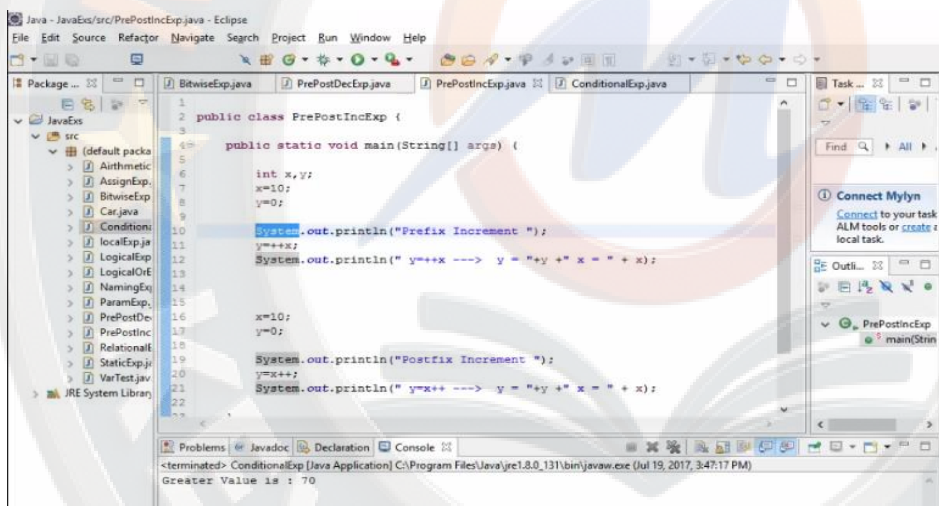 Java - JavaExs/src/PrePostIncExp.java - Eclipse
File Edit Source Refactor Navigate Search Project Run Window Help
Package ...
BitwiseExp.java PrePostDecExp.java PrePostIncExp.java ConditionalExp.java
Task ...
JavaExs
src
(default packa
Airthmetic
AssignExp.
BitwiseExp
Car.java
Conditiona
localExp.ja
LogicalExp
LogicalOrE
NamingExp
ParamExp.
PrePostDe
PrePostInc
RelationalE
StaticExp.ja
VarTest.jav
JRE System Library
1
2 public class PrePostIncExp {
3
4 public static void main(String[] args) {
5
6 int x,y;
7 x=10;
8 y=0;
9
10 System.out.println("Prefix Increment ");
11 y=++x;
12 System.out.println(" y=++x ---> y = "+y +" x = " + x);
13
14
15
16 x=10;
17 y=0;
18
19 System.out.println("Postfix Increment ");
20 y=x++;
21 System.out.println(" y=x++ ---> y = "+y +" x = " + x);
22
Find All
Connect Mylyn
Connect to your task
ALM tools or create a
local task.
Outli...
PrePostIncExp
main(Strin
Problems Javadoc Declaration Console
<terminated> ConditionalExp [Java Application] C:\Program Files\Java\jre1.8.0_131\bin\javaw.exe (Jul 19, 2017, 3:47:17 PM)
Greater Value is : 70